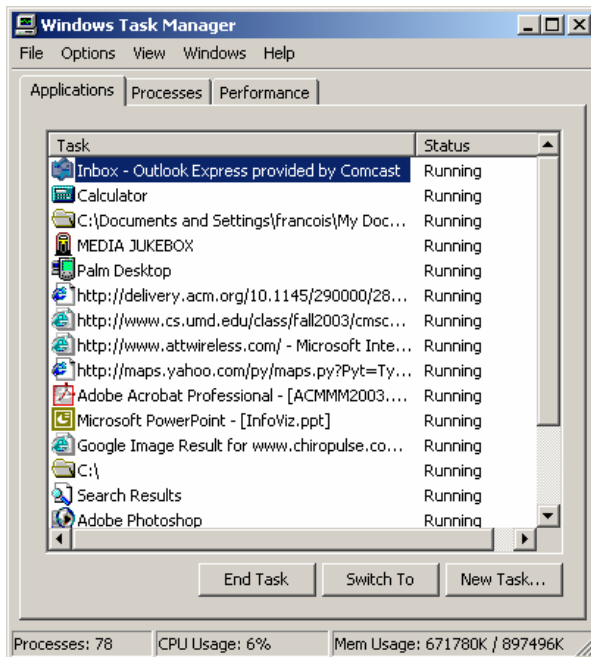 Windows Task Manager
File Options View Windows Help
Applications Processes Performance
Task Status
Inbox - Outlook Express provided by Comcast Running
Calculator Running
C:\Documents and Settings\francois\My Doc... Running
MEDIA JUKEBOX Running
Palm Desktop Running
http://delivery.acm.org/10.1145/290000/28... Running
http://www.cs.umd.edu/class/fall2003/cmsc... Running
http://www.attwireless.com/ - Microsoft Inte... Running
http://maps.yahoo.com/py/maps.py?Pyt=Ty... Running
Adobe Acrobat Professional - [ACMMM2003.... Running
Microsoft PowerPoint - [InfoViz.ppt] Running
Google Image Result for www.chiropulse.co... Running
C:\ Running
Search Results Running
Adobe Photoshop Running
End Task Switch To New Task...
Processes: 78 CPU Usage: 6% Mem Usage: 671780K / 897496K